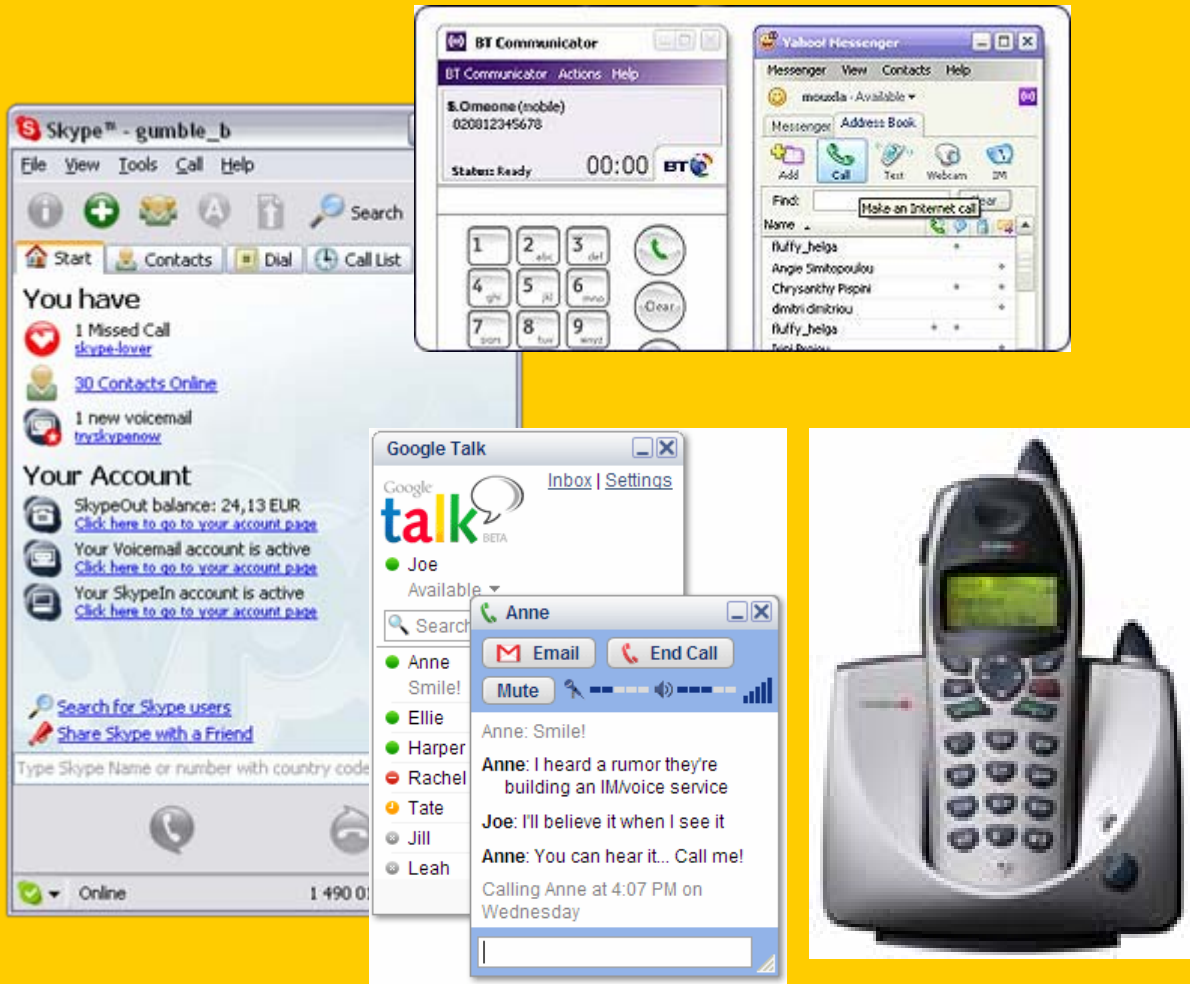 Skype™ - gumble_b
File View Tools Call Help
Search
Start Contacts Dial Call List
You have
1 Missed Call
skype-lover
30 Contacts Online
1 new voicemail
tryskypenow
Your Account
SkypeOut balance: 24,13 EUR
Click here to go to your account page
Your Voicemail account is active
Click here to go to your account page
Your SkypeIn account is active
Click here to go to your account page
Search for Skype users
Share Skype with a Friend
Type Skype Name or number with country code
Online 1 490 01
BT Communicator
BT Communicator Actions Help
S.Omeone (mobile)
020812345678
Status: Ready 00:00 BT
1 2 abc 3 def
4 ghi 5 jkl 6 mno
Clear
7 8 tuv 9 wxyz
Yahoo! Messenger
Messenger View Contacts Help
mouxla - Available
Messenger Address Book
Add Call Text Webcam IM
Find:
Make an Internet call
Name
fluffy_helga
Angie Simitopoulou
Chrysanthy Pispini
dimitri dimitriou
fluffy_helga
Google Talk
Inbox | Settings
Google
talk
BETA
Joe
Available
Search
Anne
Smile!
Ellie
Harper
Rachel
Tate
Jill
Leah
Anne
Email End Call
Mute
Anne: Smile!
Anne: I heard a rumor they're
building an IM/voice service
Joe: I'll believe it when I see it
Anne: You can hear it... Call me!
Calling Anne at 4:07 PM on
Wednesday